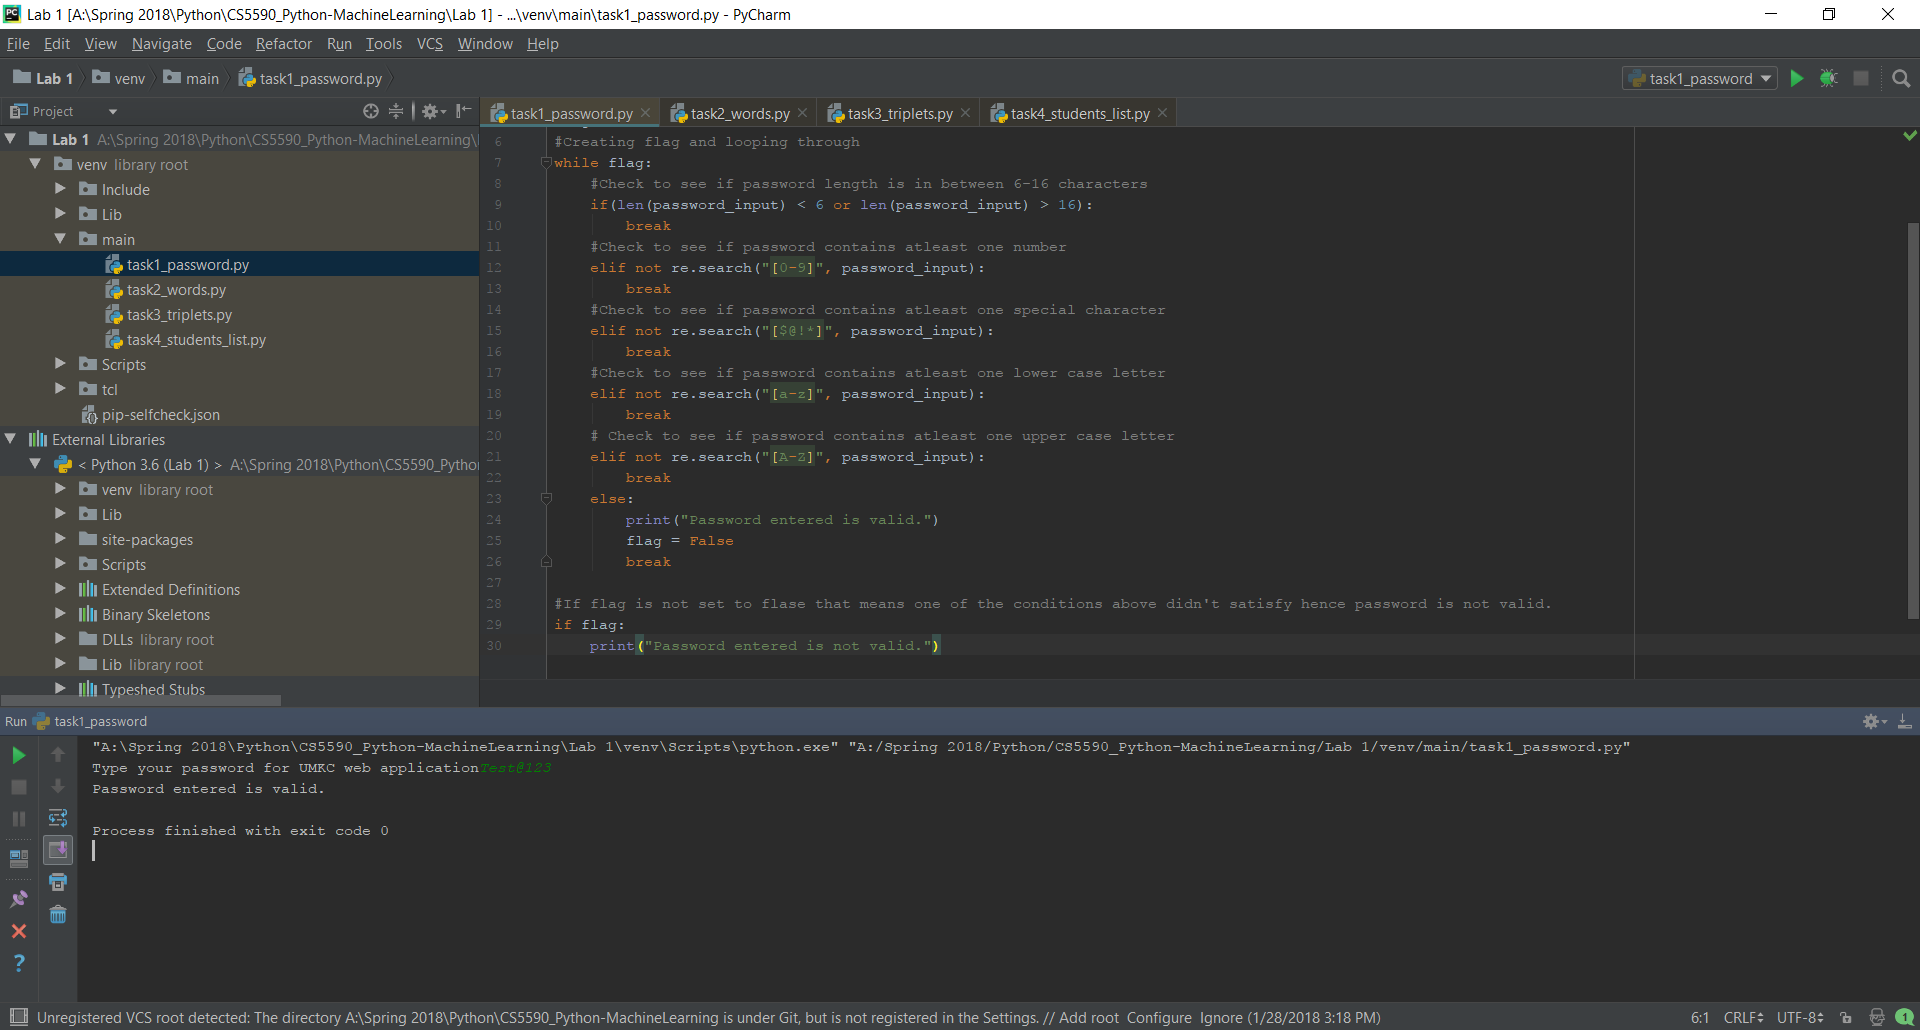 Lab 1 [A:\Spring 2018\Python\CS5590_Python-MachineLearning\Lab 1] - ...\venv\main\task1_password.py - PyCharm
File Edit View Navigate Code Refactor Run Tools VCS Window Help
Lab 1 venv main task1_password.py task1_password
Project
task1_password.py task2_words.py task3_triplets.py task4_students_list.py
Lab 1 A:\Spring 2018\Python\CS5590_Python-MachineLearning\
venv library root
Include
Lib
main
task1_password.py
task2_words.py
task3_triplets.py
task4_students_list.py
Scripts
tcl
pip-selfcheck.json
External Libraries
< Python 3.6 (Lab 1) > A:\Spring 2018\Python\CS5590_Pytho
venv library root
Lib
site-packages
Scripts
Extended Definitions
Binary Skeletons
DLLs library root
Lib library root
Typeshed Stubs
6 #Creating flag and looping through
7 while flag:
8 #Check to see if password length is in between 6-16 characters
9 if(len(password_input) < 6 or len(password_input) > 16):
10 break
11 #Check to see if password contains atleast one number
12 elif not re.search("[0-9]", password_input):
13 break
14 #Check to see if password contains atleast one special character
15 elif not re.search("[$@!*]", password_input):
16 break
17 #Check to see if password contains atleast one lower case letter
18 elif not re.search("[a-z]", password_input):
19 break
20 # Check to see if password contains atleast one upper case letter
21 elif not re.search("[A-Z]", password_input):
22 break
23 else:
24 print("Password entered is valid.")
25 flag = False
26 break
27
28 #If flag is not set to flase that means one of the conditions above didn't satisfy hence password is not valid.
29 if flag:
30 print("Password entered is not valid.")
Run task1_password
"A:\Spring 2018\Python\CS5590_Python-MachineLearning\Lab 1\venv\Scripts\python.exe" "A:/Spring 2018/Python/CS5590_Python-MachineLearning/Lab 1/venv/main/task1_password.py"
Type your password for UMKC web applicationTest@123
Password entered is valid.
Process finished with exit code 0
Unregistered VCS root detected: The directory A:\Spring 2018\Python\CS5590_Python-MachineLearning is under Git, but is not registered in the Settings. // Add root Configure Ignore (1/28/2018 3:18 PM) 6:1 CRLF UTF-8 1